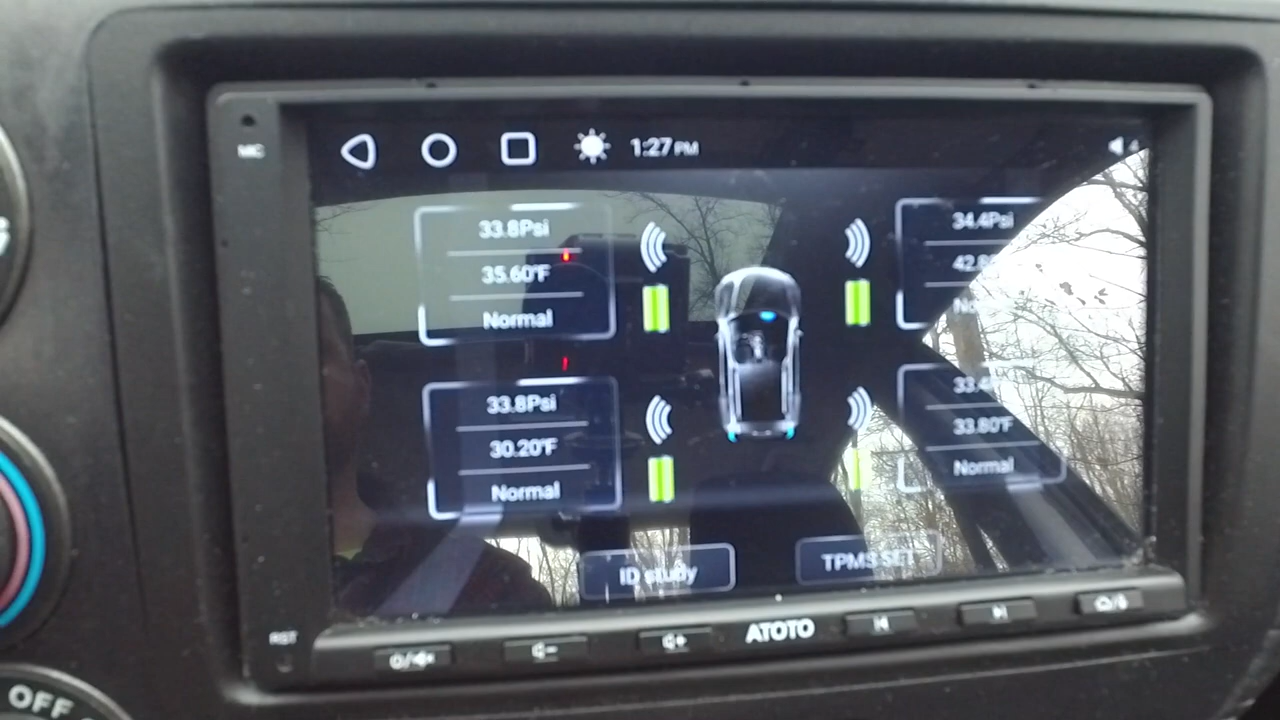 MIC
1:27 PM
4
33.8Psi
35.60°F
Normal
34.4Psi
33.8Psi
30.20°F
Normal
33.80°F
Normal
ID study
TPMS SET
RST
ATOTO
OFF